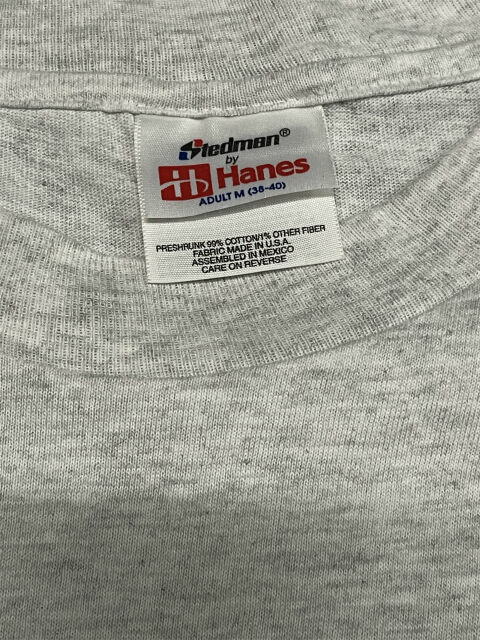 Stedman®
by
H Hanes
ADULT M (38-40)
PRESHRUNK 99% COTTON/1% OTHER FIBER
FABRIC MADE IN U.S.A.
ASSEMBLED IN MEXICO
CARE ON REVERSE